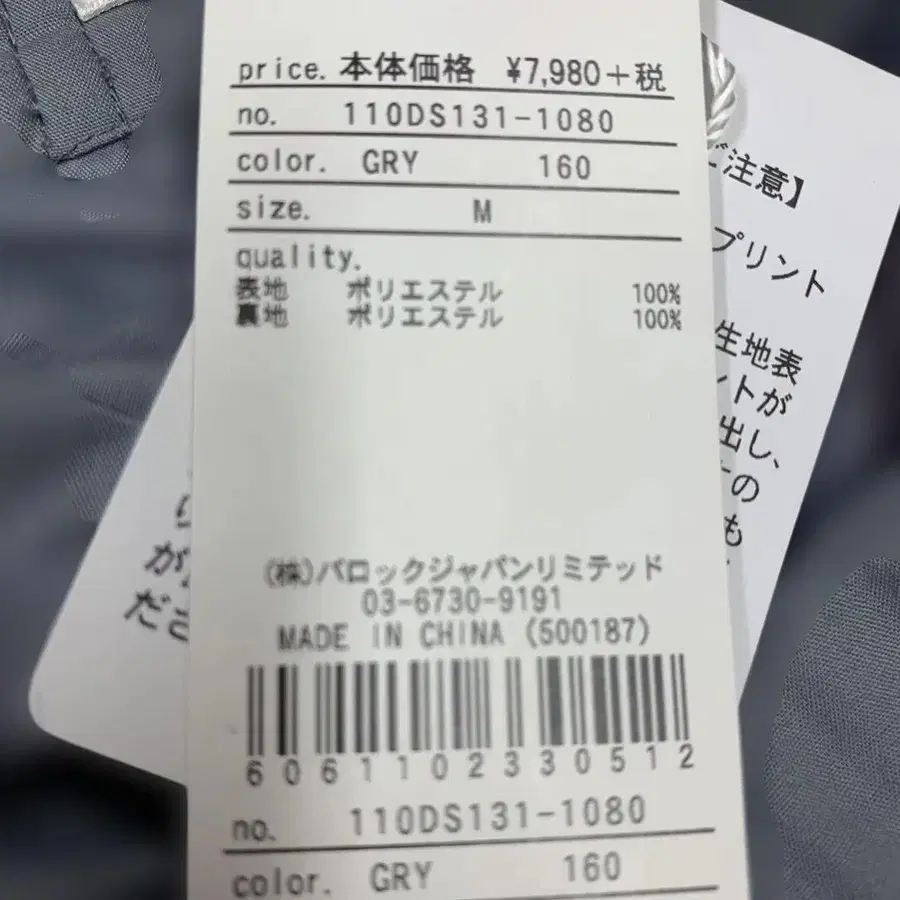 price. 本体価格 ¥7,980+税
no. 110DS131-1080
color. GRY 160
size. M
quality.
表地 ポリエステル 100%
裏地 ポリエステル 100%
(株)バロックジャパンリミテッド
03-6730-9191
MADE IN CHINA (500187)
6061102330512
no. 110DS131-1080
color. GRY 160
ご注意】
プリント
生地表
ントが
出し、
の
も
が
ださ